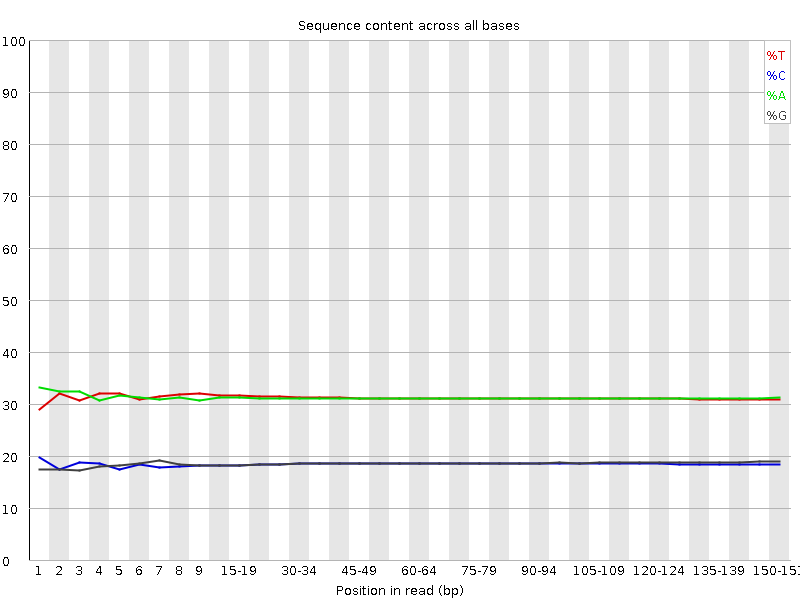 Sequence content across all bases
100
90
80
70
60
50
40
30
20
10
0
%T
%C
%A
%G
1 2 3 4 5 6 7 8 9 15-19 30-34 45-49 60-64 75-79 90-94 105-109 120-124 135-139 150-151
Position in read (bp)